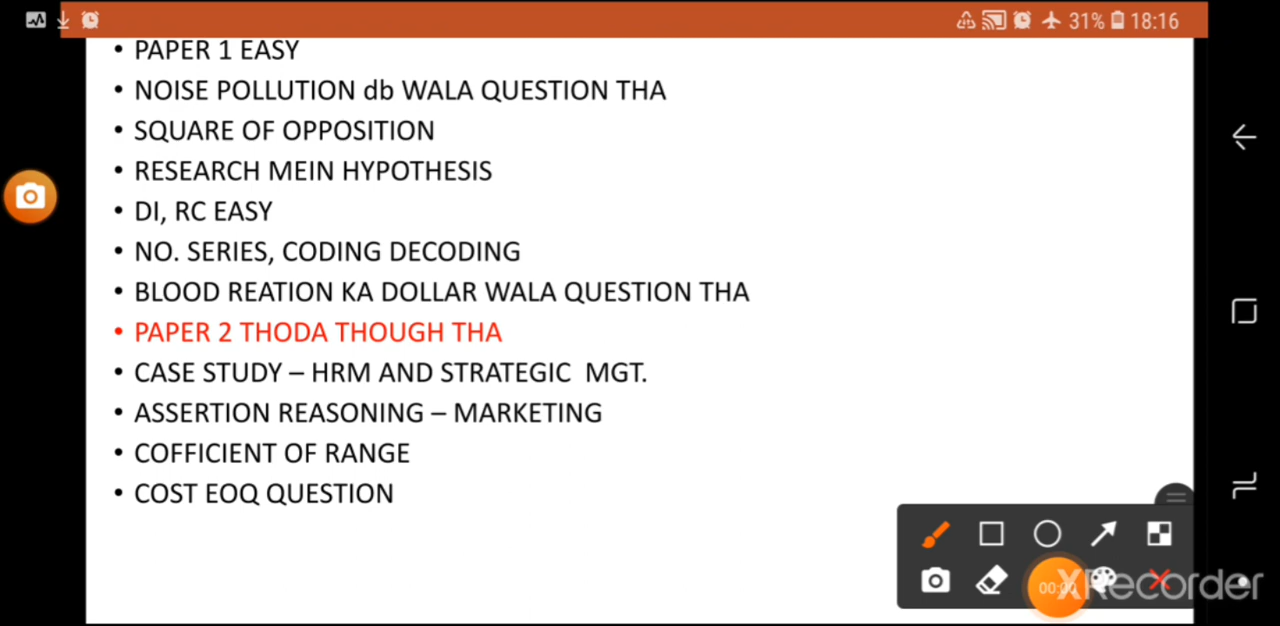 31% 18:16
• PAPER 1 EASY
• NOISE POLLUTION db WALA QUESTION THA
• SQUARE OF OPPOSITION
• RESEARCH MEIN HYPOTHESIS
• DI, RC EASY
• NO. SERIES, CODING DECODING
• BLOOD REATION KA DOLLAR WALA QUESTION THA
• PAPER 2 THODA THOUGH THA
• CASE STUDY – HRM AND STRATEGIC MGT.
• ASSERTION REASONING – MARKETING
• COFFICIENT OF RANGE
• COST EOQ QUESTION
00:00
XRecorder